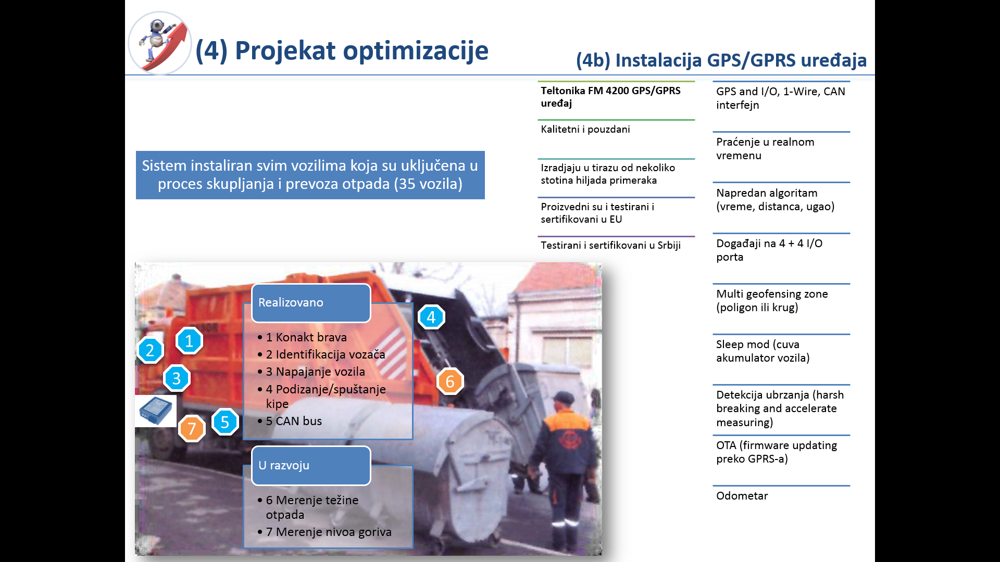 (4) Projekat optimizacije
(4b) Instalacija GPS/GPRS uređaja
Sistem instaliran svim vozilima koja su uključena u
proces skupljanja i prevoza otpada (35 vozila)
Teltonika FM 4200 GPS/GPRS
uređaj
Kalitetni i pouzdani
Izradjaju u tirazu od nekoliko
stotina hiljada primeraka
Proizvedni su i testirani i
sertifikovani u EU
Testirani i sertifikovani u Srbiji
GPS and I/O, 1-Wire, CAN
interfejn
Praćenje u realnom
vremenu
Napredan algoritam
(vreme, distanca, ugao)
Događaji na 4 + 4 I/O
porta
Multi geofensing zone
(poligon ili krug)
Sleep mod (cuva
akumulator vozila)
Detekcija ubrzanja (harsh
breaking and accelerate
measuring)
OTA (firmware updating
preko GPRS-a)
Odometar
Realizovano
• 1 Konakt brava
• 2 Identifikacija vozača
• 3 Napajanje vozila
• 4 Podizanje/spuštanje
kipe
• 5 CAN bus
U razvoju
• 6 Merenje težine
otpada
• 7 Merenje nivoa goriva
1
2
3
4
5
6
7